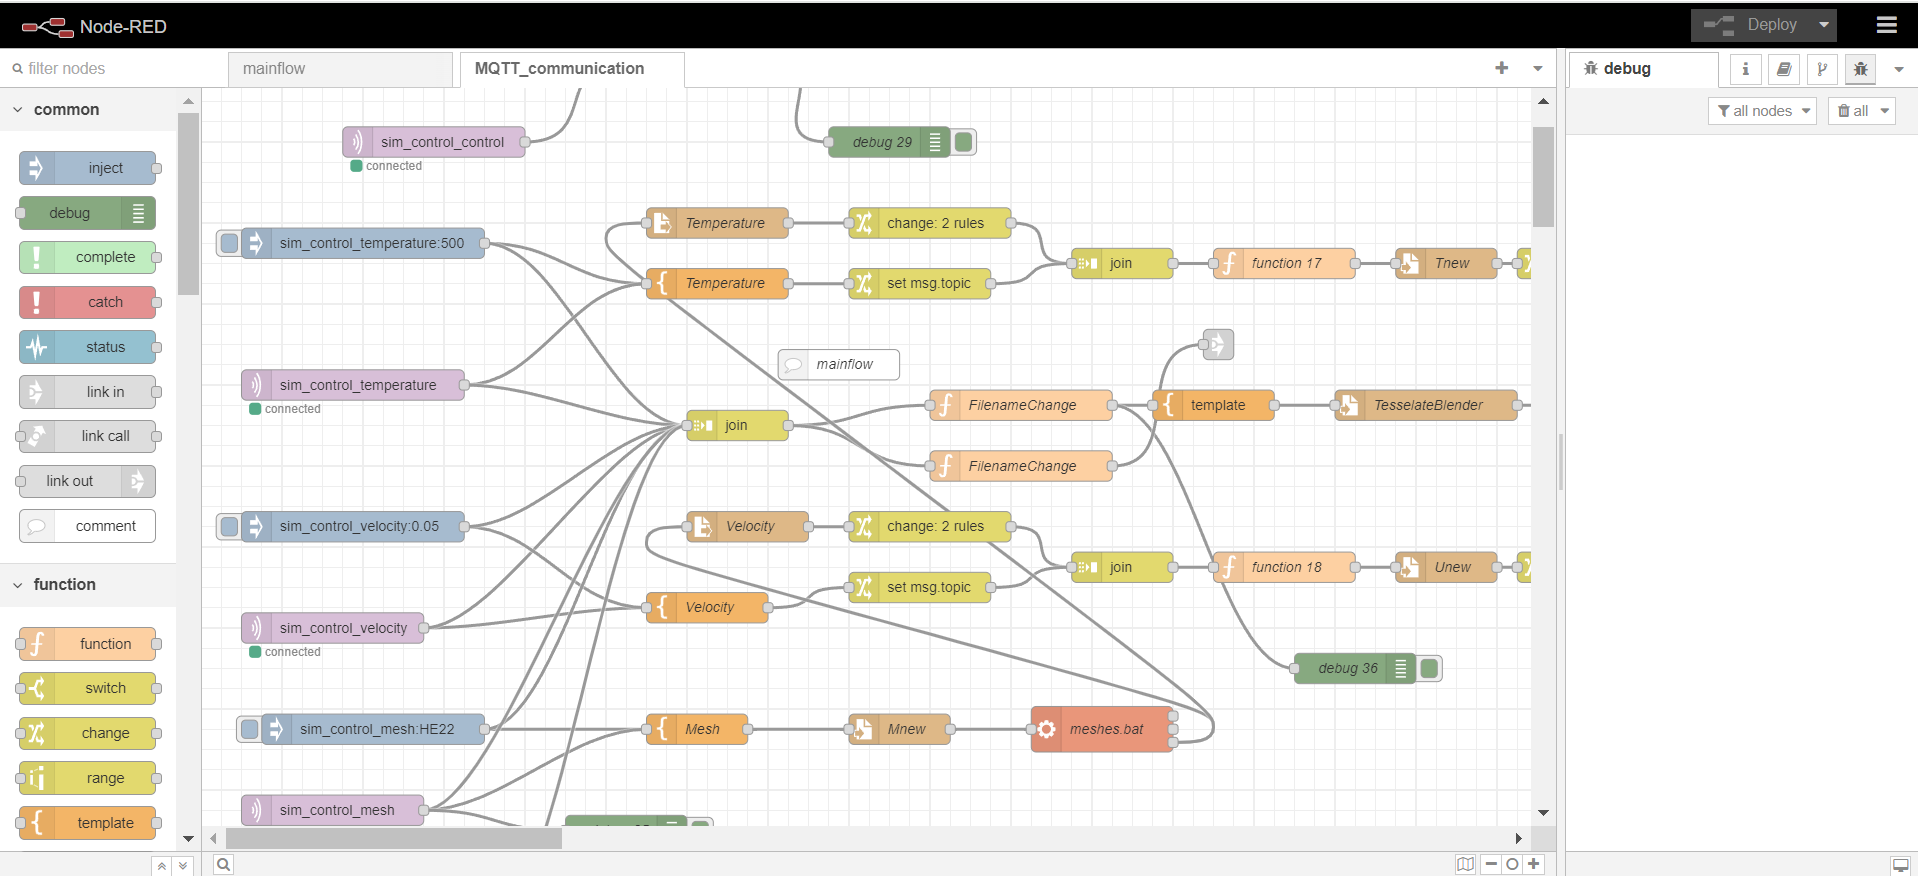 Node-RED
Deploy
filter nodes
mainflow
MQTT_communication
debug
common
all nodes
all
inject
debug
complete
catch
status
link in
link call
link out
comment
function
function
switch
change
range
template
sim_control_control
connected
debug 29
Temperature
change: 2 rules
sim_control_temperature:500
join
function 17
Tnew
Temperature
set msg.topic
mainflow
sim_control_temperature
connected
FilenameChange
template
TesselateBlender
join
FilenameChange
sim_control_velocity:0.05
Velocity
change: 2 rules
join
function 18
Unew
set msg.topic
Velocity
sim_control_velocity
connected
debug 36
sim_control_mesh:HE22
Mesh
Mnew
meshes.bat
sim_control_mesh